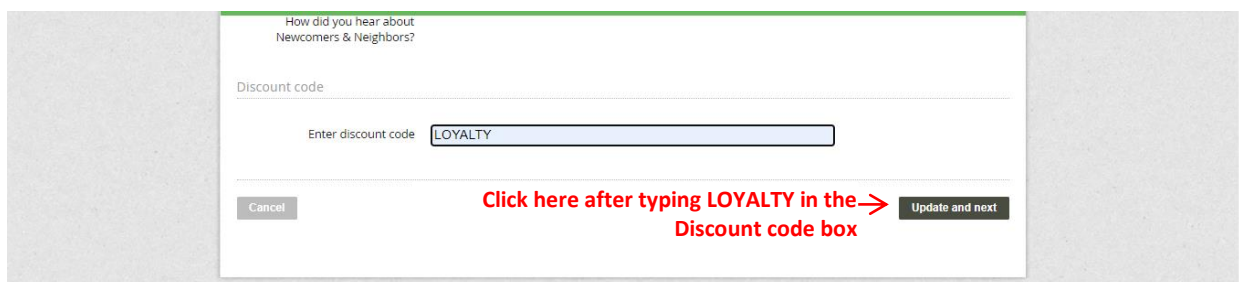 How did you hear about
Newcomers & Neighbors?
Discount code
Enter discount code LOYALTY
Cancel
Click here after typing LOYALTY in the
Discount code box
Update and next